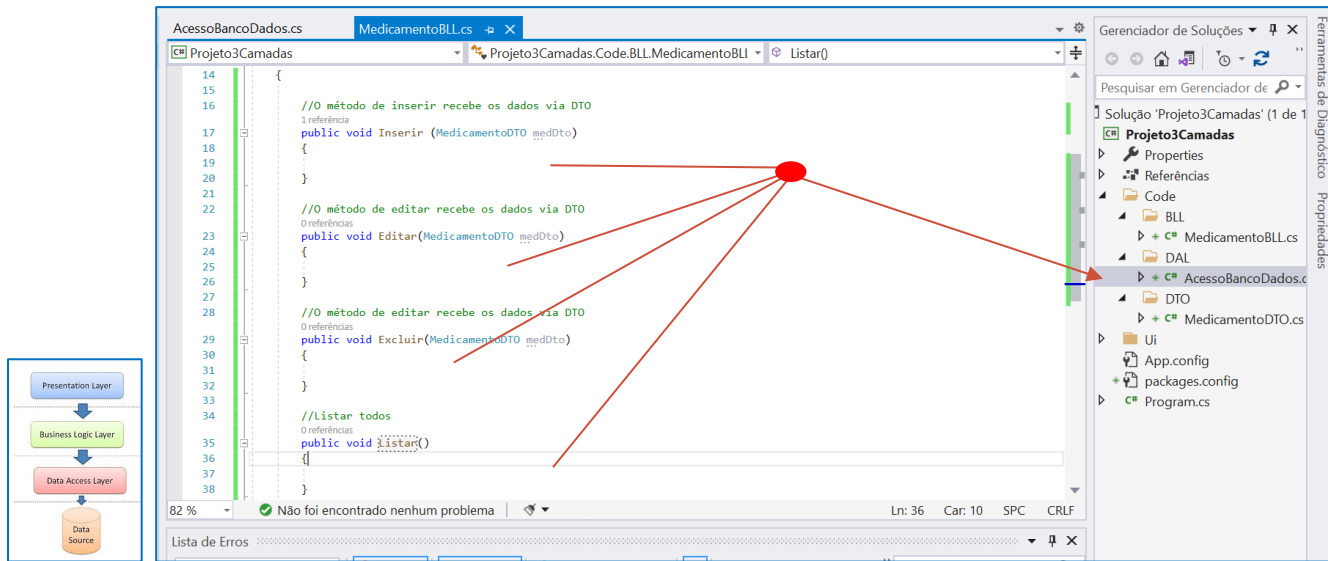 Presentation Layer
Business Logic Layer
Data Access Layer
Data
Source
AcessoBancoDados.cs
MedicamentoBLL.cs
C# Projeto3Camadas
Projeto3Camadas.Code.BLL.MedicamentoBLL
Listar()
14 {
15
16 //O método de inserir recebe os dados via DTO
1 referência
17 public void Inserir (MedicamentoDTO medDto)
18 {
19
20 }
21
22 //O método de editar recebe os dados via DTO
0 referências
23 public void Editar(MedicamentoDTO medDto)
24 {
25
26 }
27
28 //O método de editar recebe os dados via DTO
0 referências
29 public void Excluir(MedicamentoDTO medDto)
30 {
31
32 }
33
34 //Listar todos
0 referências
35 public void Listar()
36 {
37
38 }
82 %
Não foi encontrado nenhum problema
Ln: 36 Car: 10 SPC CRLF
Lista de Erros
Gerenciador de Soluções
Pesquisar em Gerenciador de
Solução 'Projeto3Camadas' (1 de 1
C# Projeto3Camadas
Properties
Referências
Code
BLL
+ C# MedicamentoBLL.cs
DAL
+ C# AcessoBancoDados.c
DTO
+ C# MedicamentoDTO.cs
Ui
App.config
+ packages.config
C# Program.cs
Ferramentas de Diagnóstico
Propriedades